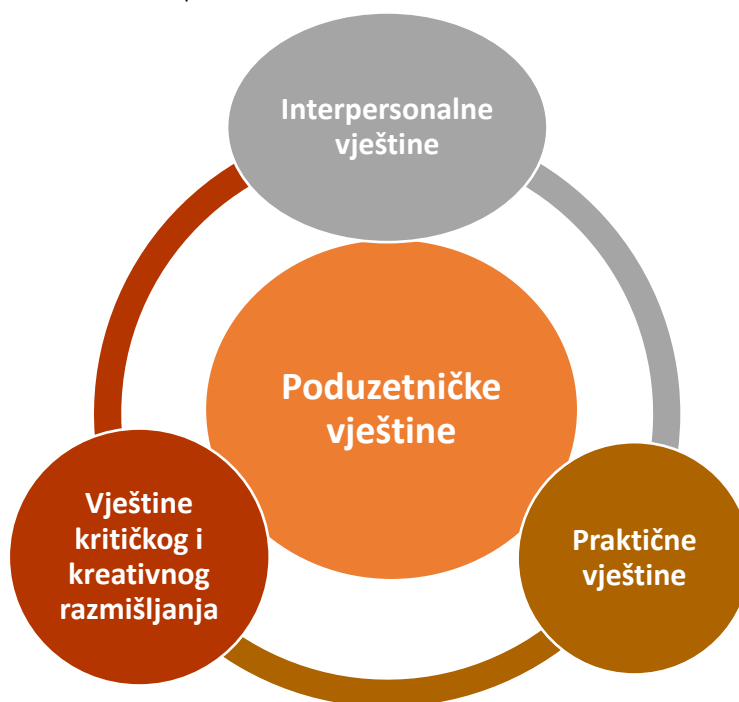 Interpersonalne
vještine
Poduzetničke
vještine
Vještine
kritičkog i
kreativnog
razmišljanja
Praktične
vještine